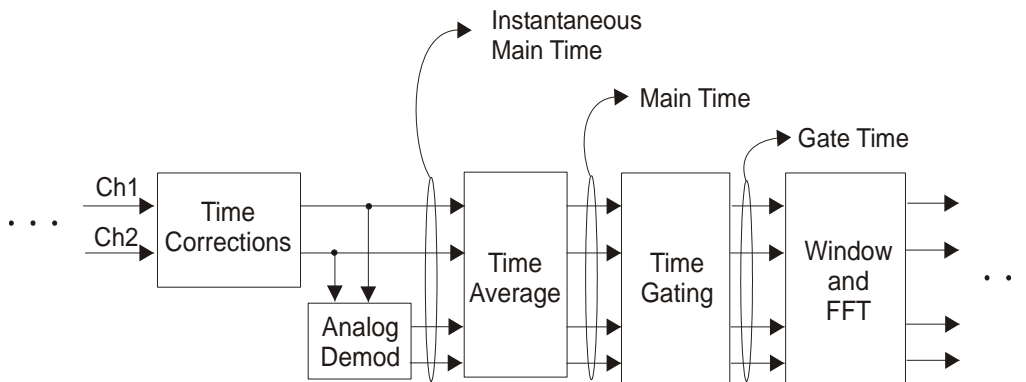 Instantaneous
Main Time
Main Time
Gate Time
Ch1
Ch2
Time
Corrections
Analog
Demod
Time
Average
Time
Gating
Window
and
FFT
. . .
. .